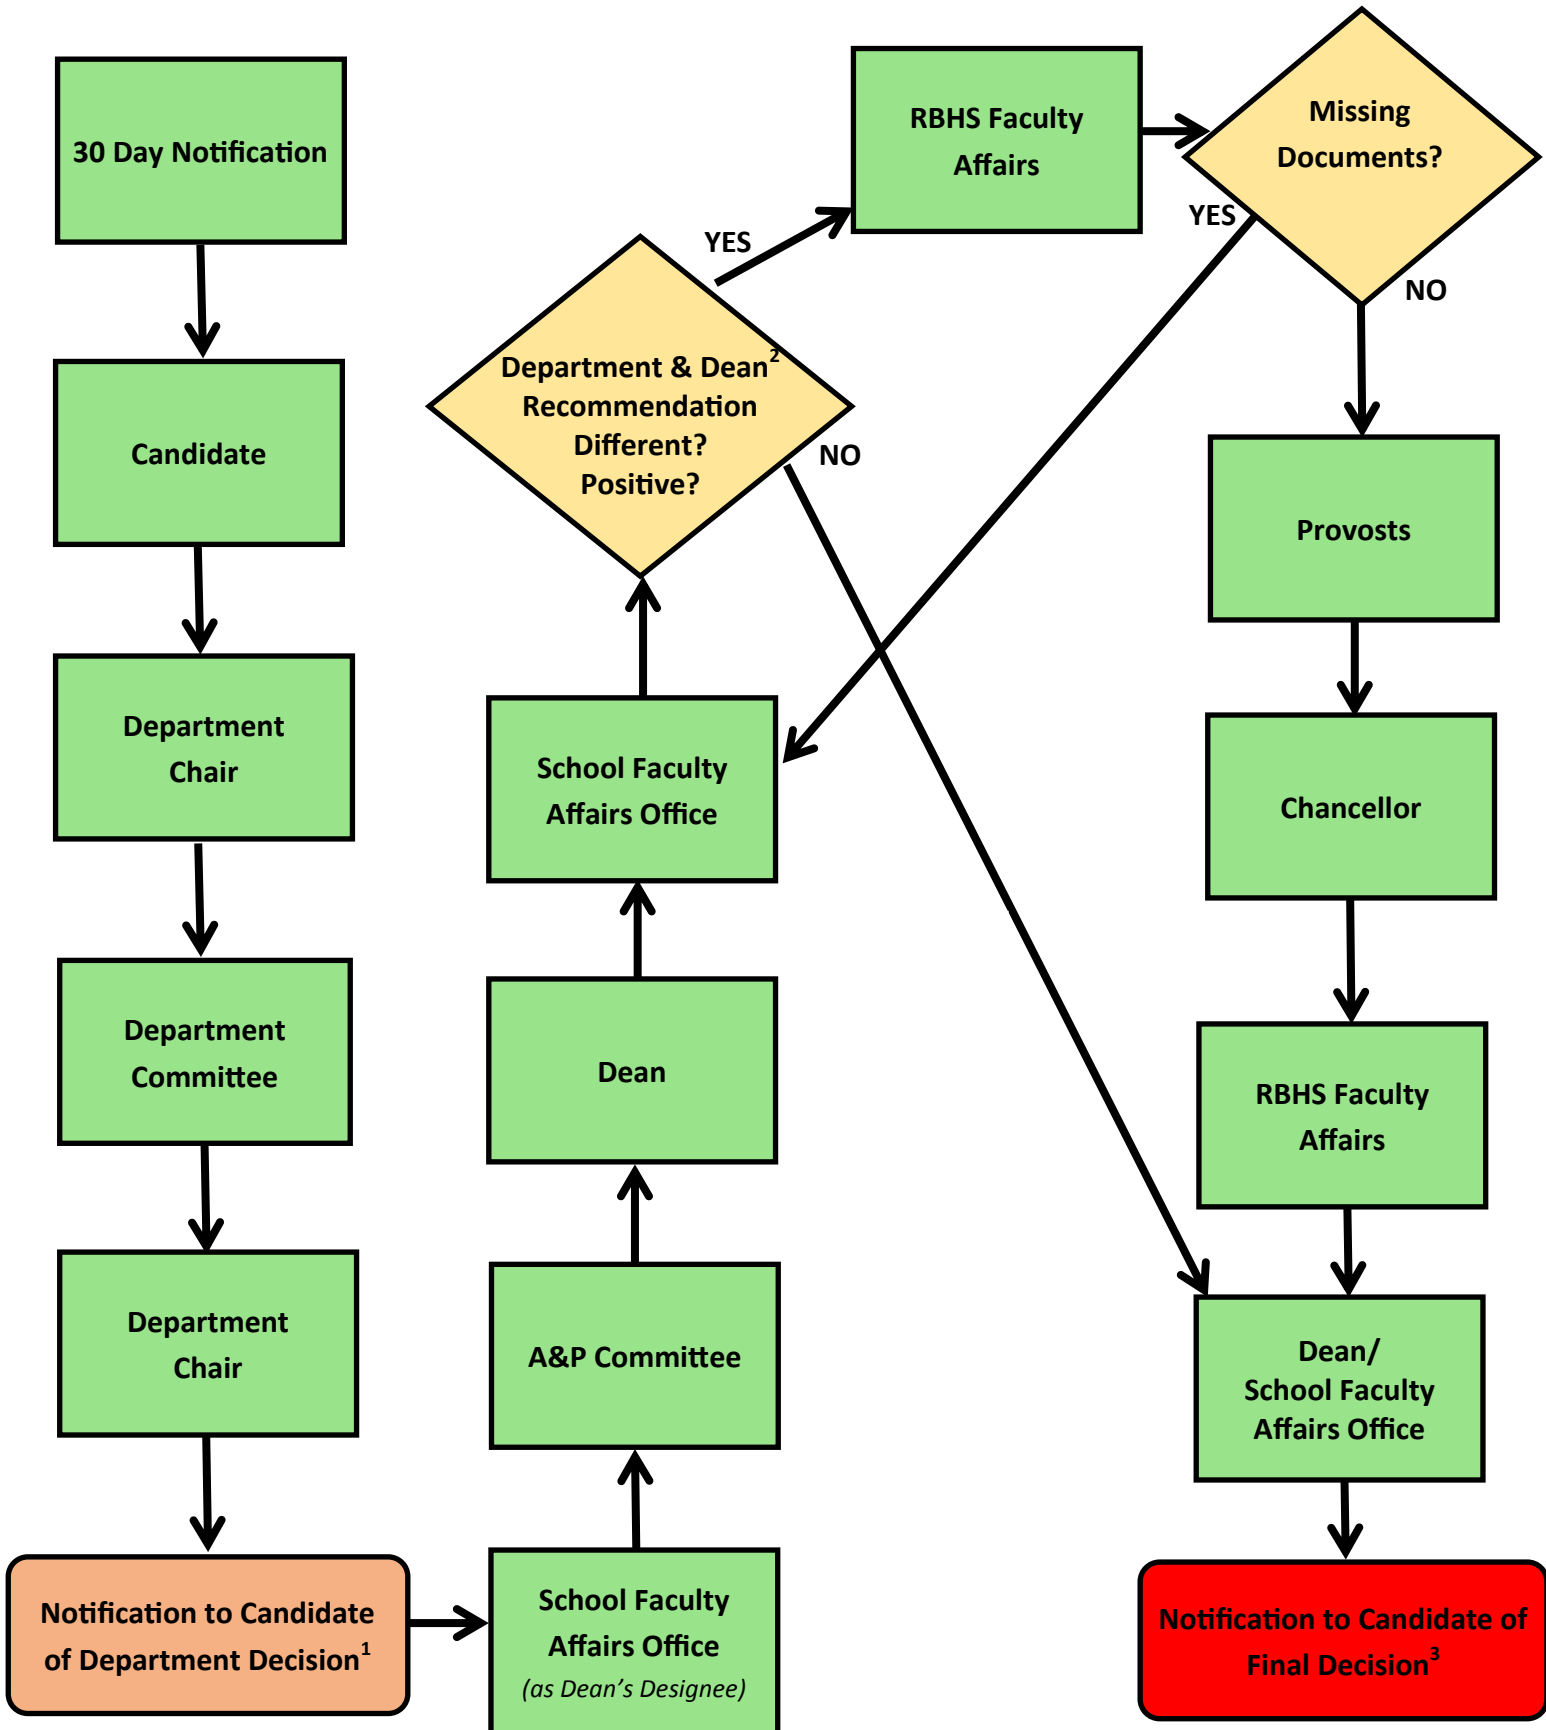 30 Day Notification
Candidate
Department
Chair
Department
Committee
Department
Chair
Notification to Candidate
of Department Decision¹
School Faculty
Affairs Office
(as Dean's Designee)
A&P Committee
Dean
School Faculty
Affairs Office
Department & Dean²
Recommendation
Different?
Positive?
YES
NO
RBHS Faculty
Affairs
Missing
Documents?
YES
NO
Provosts
Chancellor
RBHS Faculty
Affairs
Dean/
School Faculty
Affairs Office
Notification to Candidate of
Final Decision³